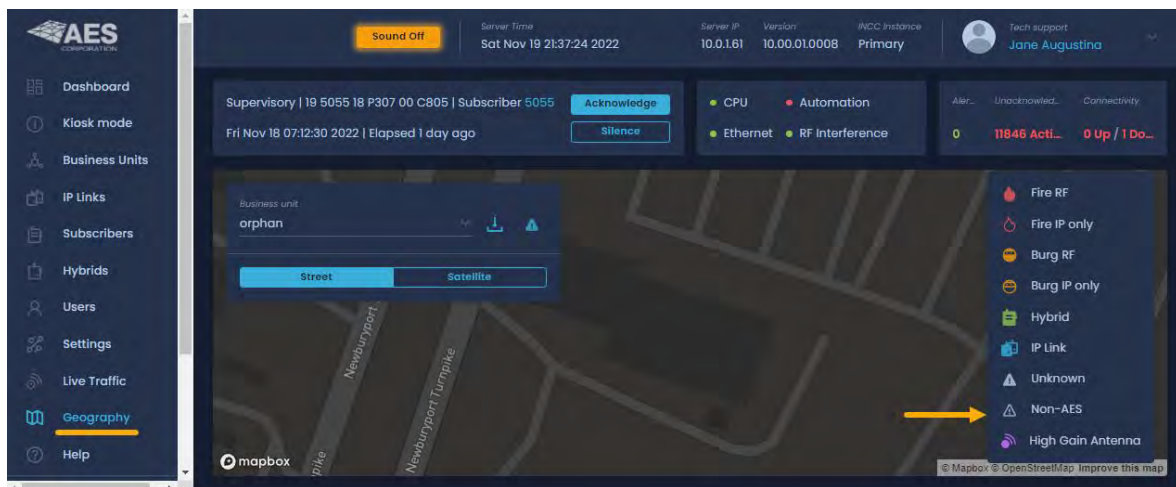 AES
CORPORATION
Sound Off
Server Time
Sat Nov 19 21:37:24 2022
Server IP
10.0.1.61
Version
10.00.01.0008
INCC Instance
Primary
Tech support
Jane Augustina
Dashboard
Kiosk mode
Business Units
IP Links
Subscribers
Hybrids
Users
Settings
Live Traffic
Geography
Help
Supervisory | 19 5055 18 P307 00 C805 | Subscriber 5055
Fri Nov 18 07:12:30 2022 | Elapsed 1 day ago
Acknowledge
Silence
CPU
Automation
Ethernet
RF Interference
Aler...
0
Unacknowled...
11846 Acti...
Connectivity
0 Up / 1 Do...
Business unit
orphan
Street
Satellite
Newburyport
Newburyport Turnpike
pike
mapbox
Fire RF
Fire IP only
Burg RF
Burg IP only
Hybrid
IP Link
Unknown
Non-AES
High Gain Antenna
© Mapbox © OpenStreetMap Improve this map